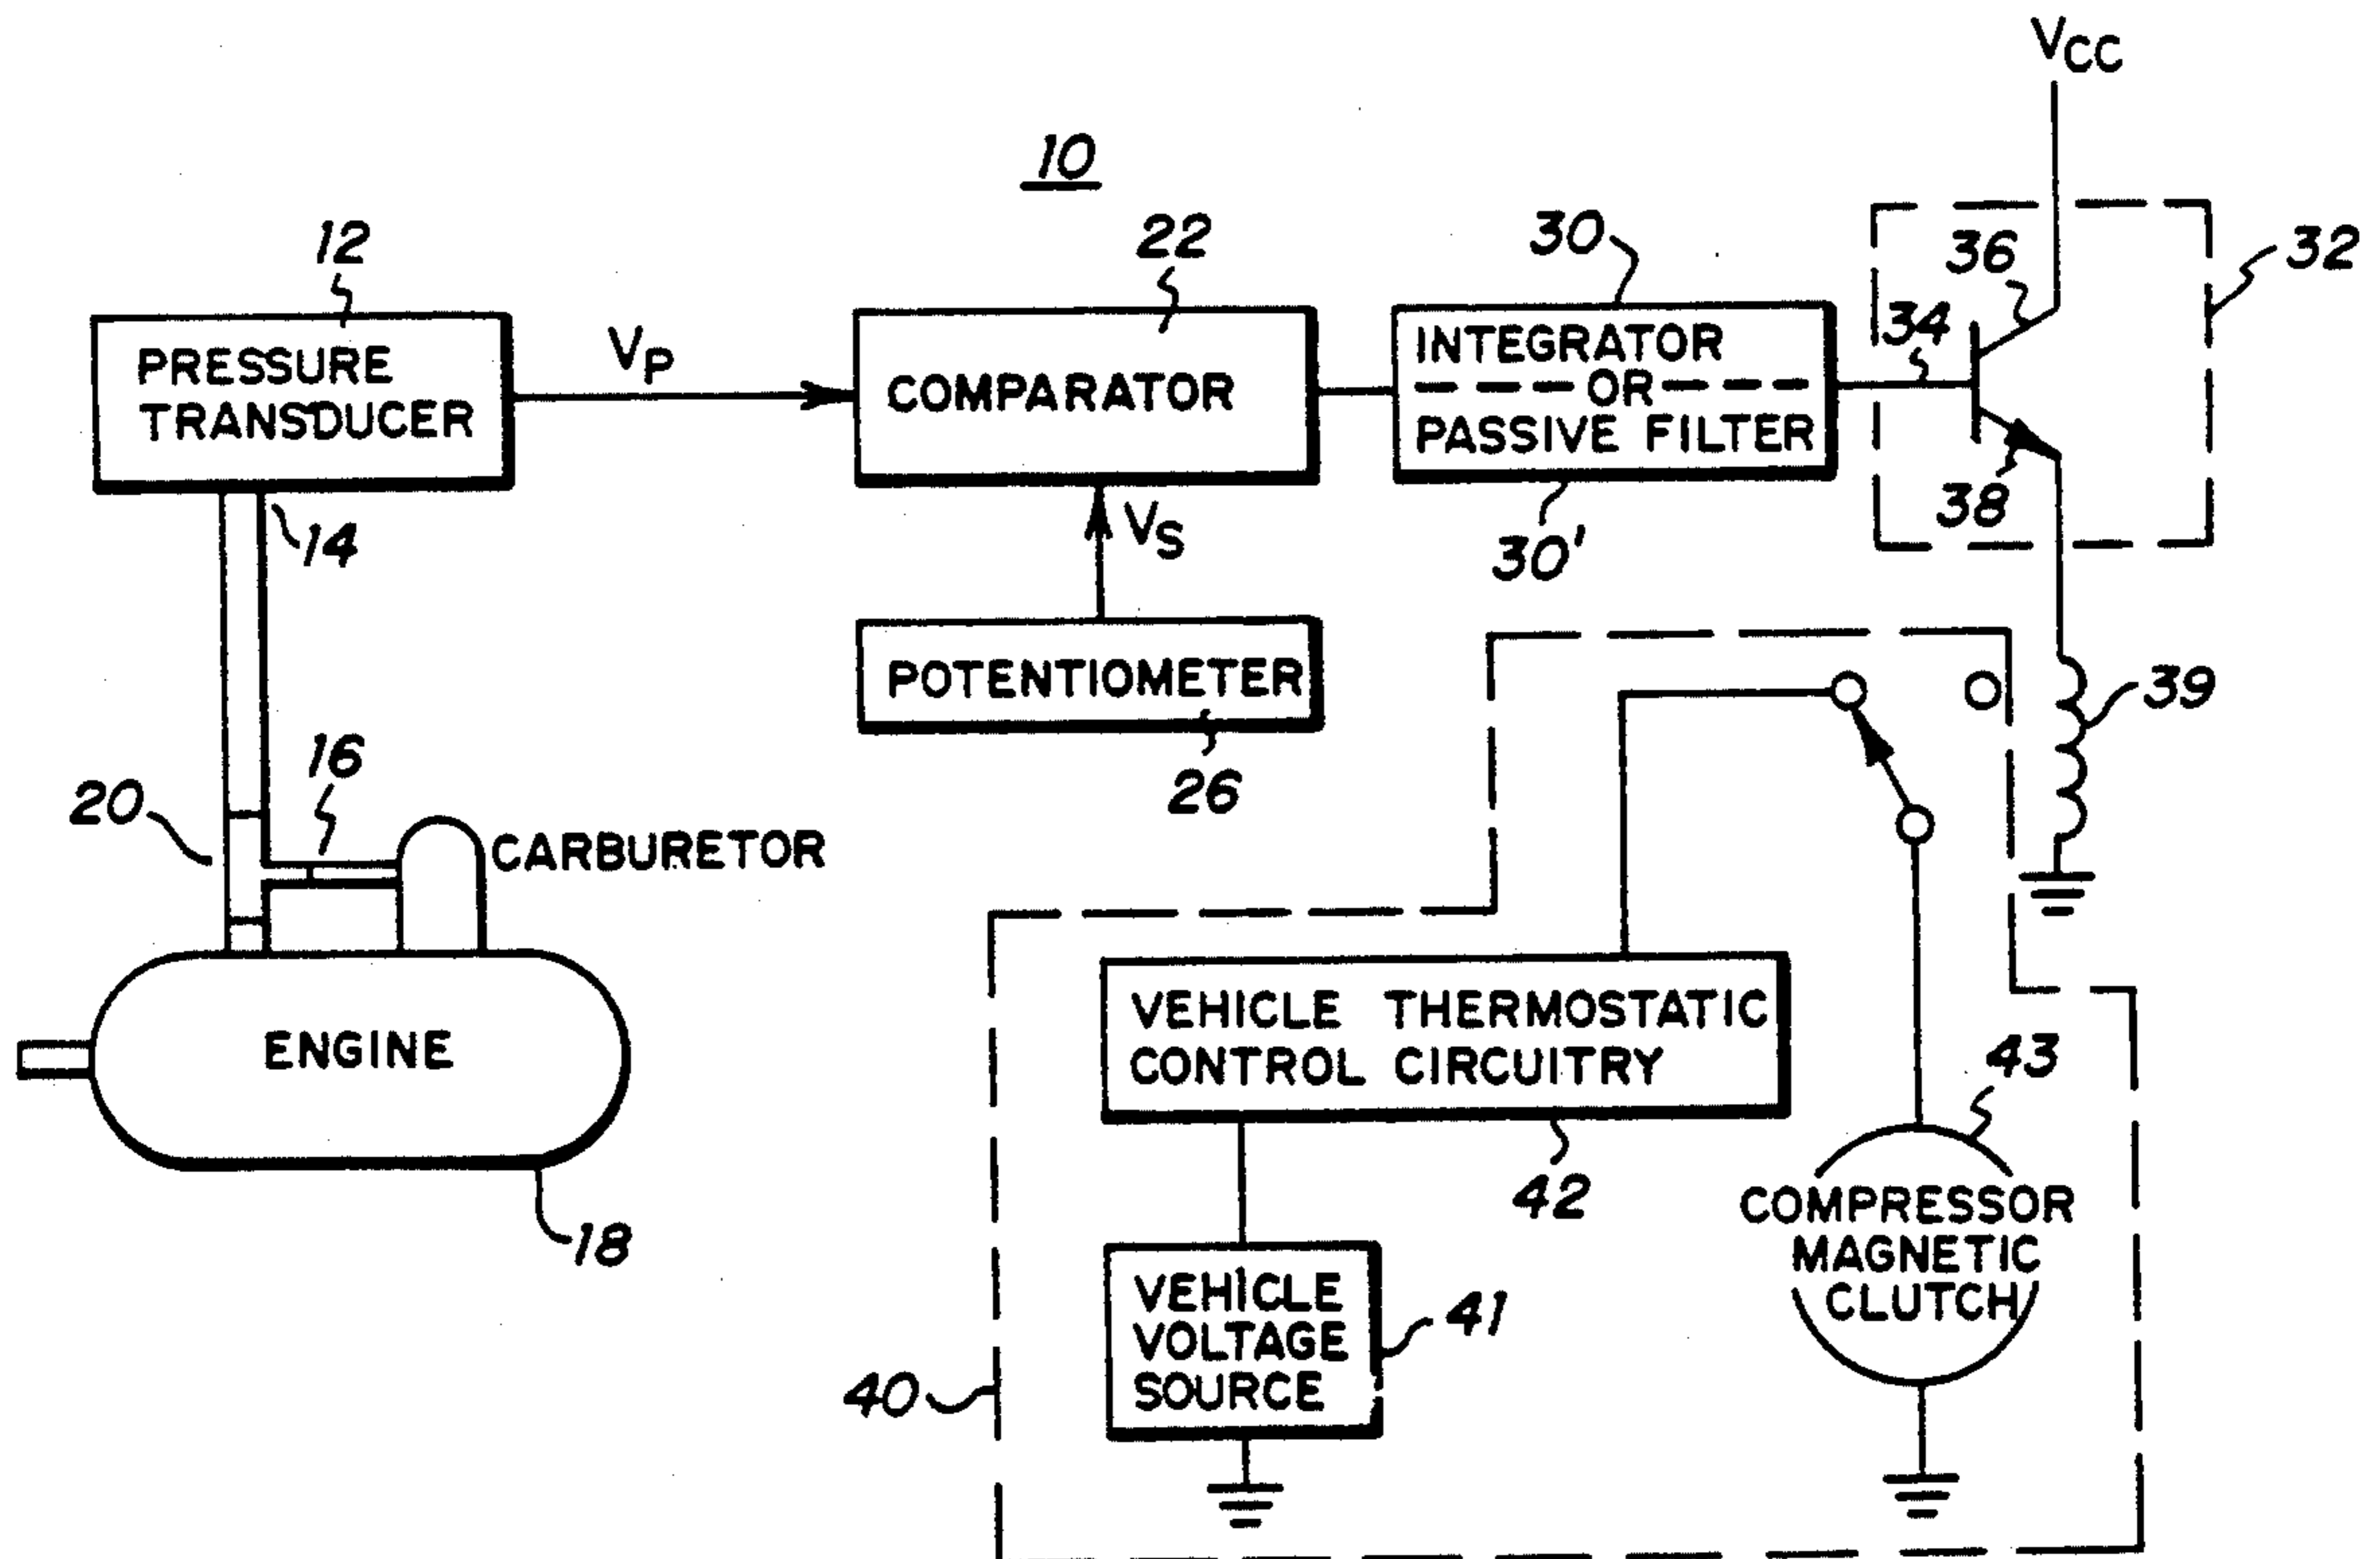 VCC
10
12
22
30
36
32
34
PRESSURE
TRANSDUCER
VP
COMPARATOR
INTEGRATOR
OR
PASSIVE FILTER
38
14
VS
30'
POTENTIOMETER
39
26
16
20
CARBURETOR
ENGINE
VEHICLE THERMOSTATIC
CONTROL CIRCUITRY
43
42
18
COMPRESSOR
MAGNETIC
CLUTCH
VEHICLE
VOLTAGE
SOURCE
41
40